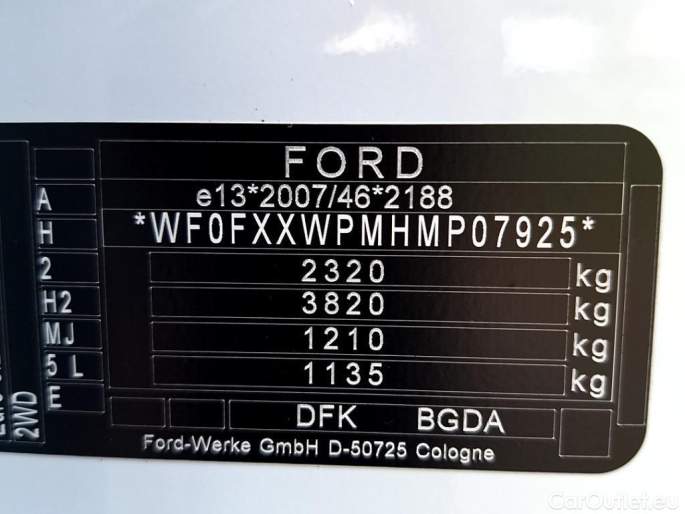 FORD
e13*2007/46*2188
*WF0FXXWPMHMP07925*
2320 kg
3820 kg
1210 kg
1135 kg
DFK BGDA
Ford-Werke GmbH D-50725 Cologne
A
H
2
H2
MJ
5 L
E
2WD
CarOutlet.eu